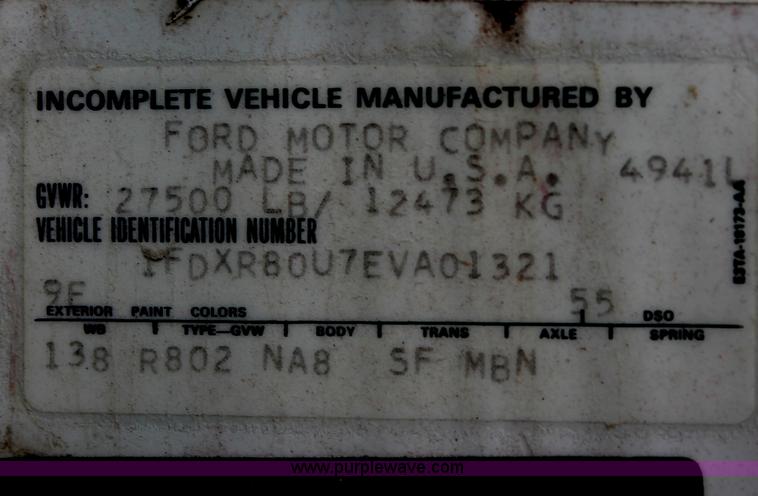 INCOMPLETE VEHICLE MANUFACTURED BY
FORD MOTOR COMPANY
MADE IN U.S.A. 4941L
GVWR: 27500 LB/ 12473 KG
VEHICLE IDENTIFICATION NUMBER
1FDXR80U7EVA01321
9E 55
EXTERIOR PAINT COLORS DSO
WB TYPE—GVW BODY TRANS AXLE SPRING
138 R802 NA8 SF MBN
www.purplewave.com